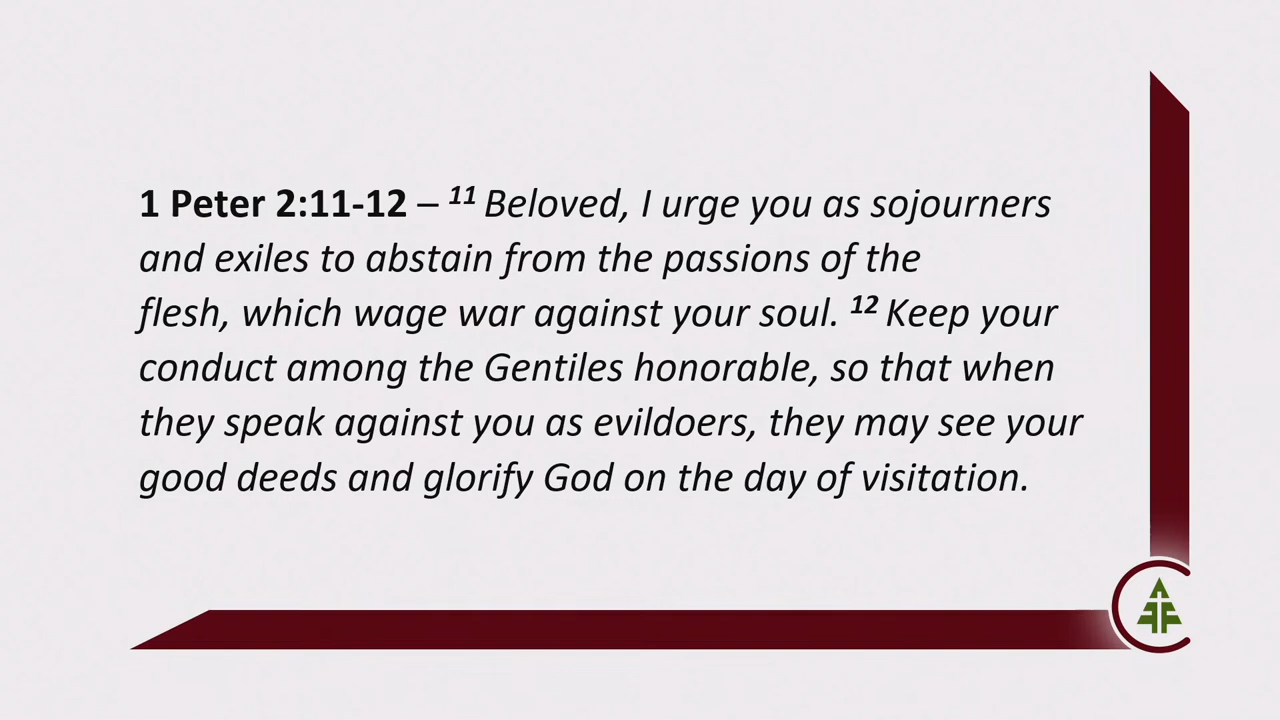 1 Peter 2:11-12 – 11 Beloved, I urge you as sojourners
and exiles to abstain from the passions of the
flesh, which wage war against your soul. 12 Keep your
conduct among the Gentiles honorable, so that when
they speak against you as evildoers, they may see your
good deeds and glorify God on the day of visitation.